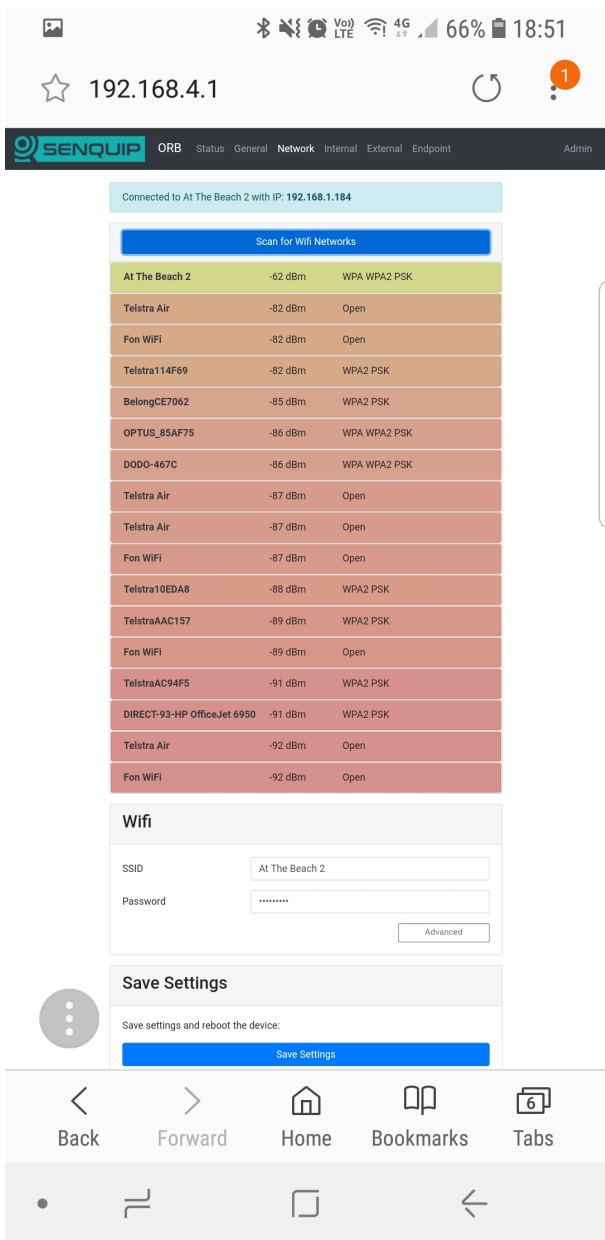 Vo)) LTE 4G 66% 18:51
192.168.4.1
1
SENQUIP ORB Status General Network Internal External Endpoint Admin
Connected to At The Beach 2 with IP: 192.168.1.184
Scan for Wifi Networks
At The Beach 2 -62 dBm WPA WPA2 PSK
Telstra Air -82 dBm Open
Fon WiFi -82 dBm Open
Telstra114F69 -82 dBm WPA2 PSK
BelongCE7062 -85 dBm WPA2 PSK
OPTUS_85AF75 -86 dBm WPA WPA2 PSK
DODO-467C -86 dBm WPA WPA2 PSK
Telstra Air -87 dBm Open
Telstra Air -87 dBm Open
Fon WiFi -87 dBm Open
Telstra10EDA8 -88 dBm WPA2 PSK
TelstraAAC157 -89 dBm WPA2 PSK
Fon WiFi -89 dBm Open
TelstraAC94F5 -91 dBm WPA2 PSK
DIRECT-93-HP OfficeJet 6950 -91 dBm WPA2 PSK
Telstra Air -92 dBm Open
Fon WiFi -92 dBm Open
Wifi
SSID At The Beach 2
Password •••••••••
Advanced
Save Settings
Save settings and reboot the device:
Save Settings
6
Back Forward Home Bookmarks Tabs